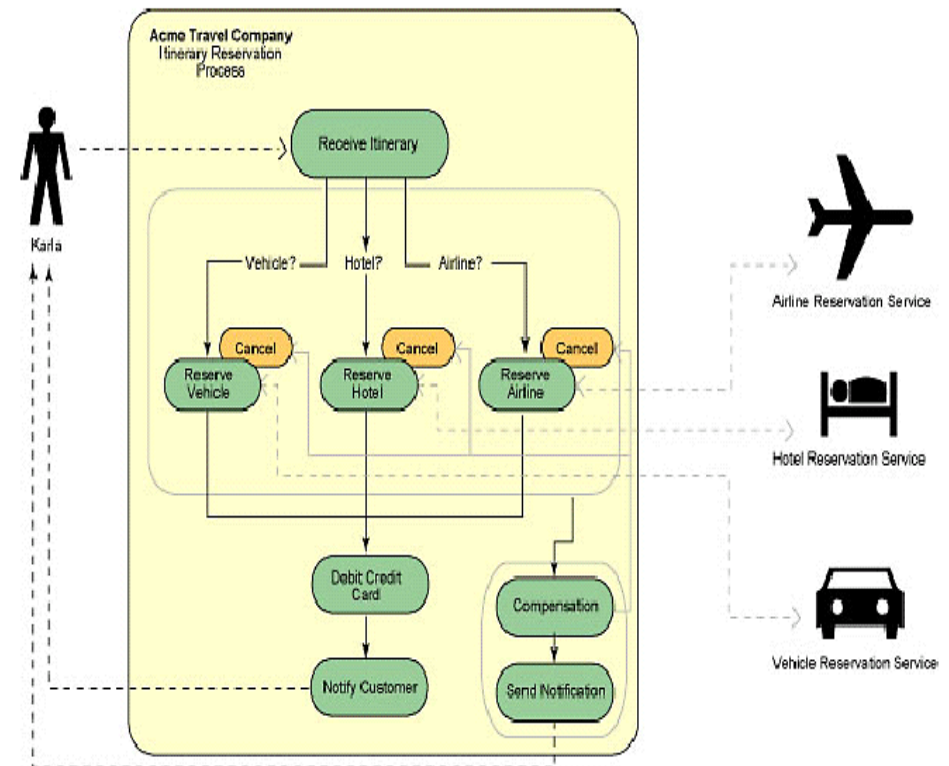 Acme Travel Company
Itinerary Reservation
Process
Receive Itinerary
Karla
Vehicle?
Hotel?
Airline?
Airline Reservation Service
Cancel
Cancel
Cancel
Reserve
Vehicle
Reserve
Hotel
Reserve
Airline
Hotel Reservation Service
Debit Credit
Card
Compensation
Vehicle Reservation Service
Notify Customer
Send Notification